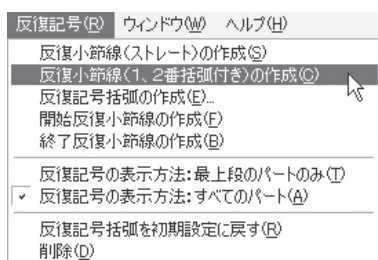 反復記号(R) ウィンドウ(W) ヘルプ(H)
反復小節線(ストレート)の作成(S)
反復小節線(1、2番括弧付き)の作成(C)
反復記号括弧の作成(E)...
開始反復小節線の作成(F)
終了反復小節線の作成(B)
反復記号の表示方法:最上段のパートのみ(T)
✓ 反復記号の表示方法:すべてのパート(A)
反復記号括弧を初期設定に戻す(R)
削除(D)